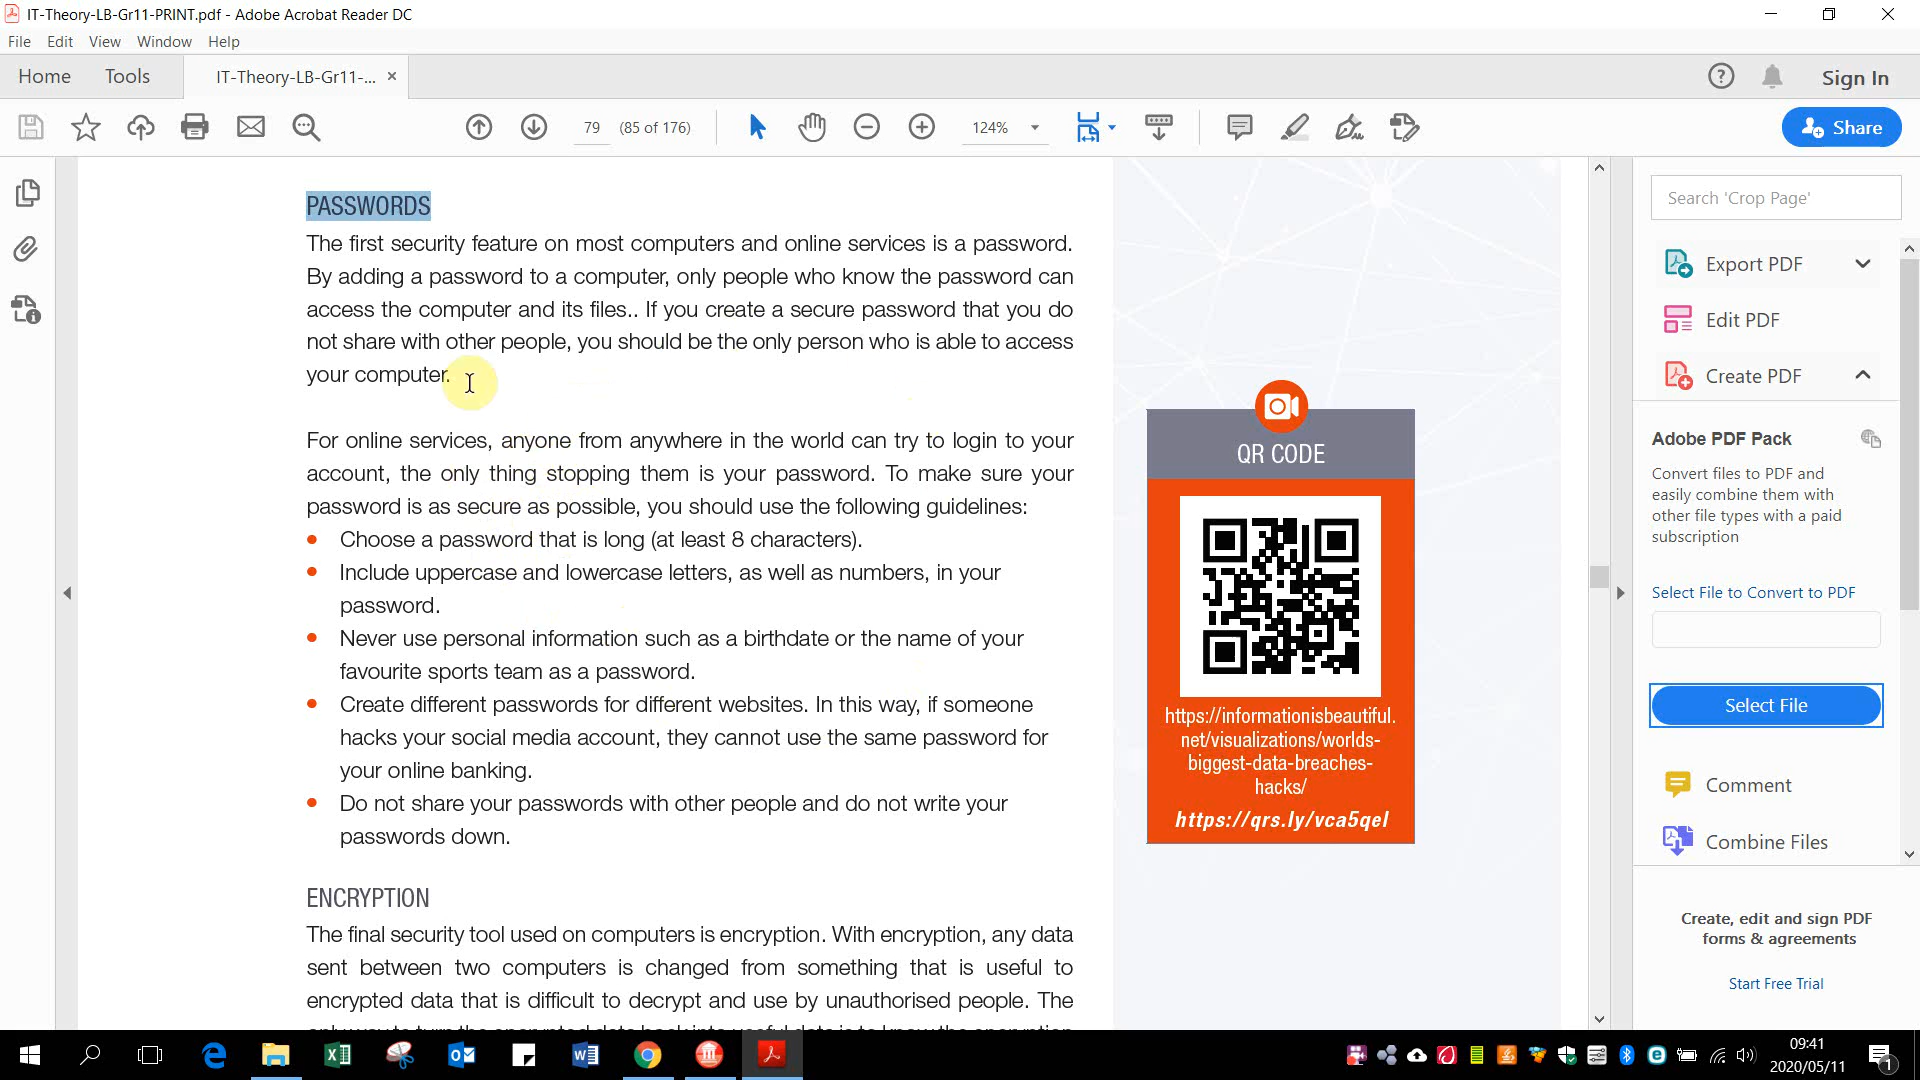 IT-Theory-LB-Gr11-PRINT.pdf - Adobe Acrobat Reader DC
File Edit View Window Help
Home Tools IT-Theory-LB-Gr11-... × Sign In
79 (85 of 176) 124% Share
PASSWORDS
The first security feature on most computers and online services is a password.
By adding a password to a computer, only people who know the password can
access the computer and its files.. If you create a secure password that you do
not share with other people, you should be the only person who is able to access
your computer.
For online services, anyone from anywhere in the world can try to login to your
account, the only thing stopping them is your password. To make sure your
password is as secure as possible, you should use the following guidelines:
• Choose a password that is long (at least 8 characters).
• Include uppercase and lowercase letters, as well as numbers, in your
password.
• Never use personal information such as a birthdate or the name of your
favourite sports team as a password.
• Create different passwords for different websites. In this way, if someone
hacks your social media account, they cannot use the same password for
your online banking.
• Do not share your passwords with other people and do not write your
passwords down.
ENCRYPTION
The final security tool used on computers is encryption. With encryption, any data
sent between two computers is changed from something that is useful to
encrypted data that is difficult to decrypt and use by unauthorised people. The
QR CODE
https://informationisbeautiful.
net/visualizations/worlds-
biggest-data-breaches-
hacks/
https://qrs.ly/vca5qel
Search 'Crop Page'
Export PDF
Edit PDF
Create PDF
Adobe PDF Pack
Convert files to PDF and
easily combine them with
other file types with a paid
subscription
Select File to Convert to PDF
Select File
Comment
Combine Files
Create, edit and sign PDF
forms & agreements
Start Free Trial
09:41
2020/05/11
1